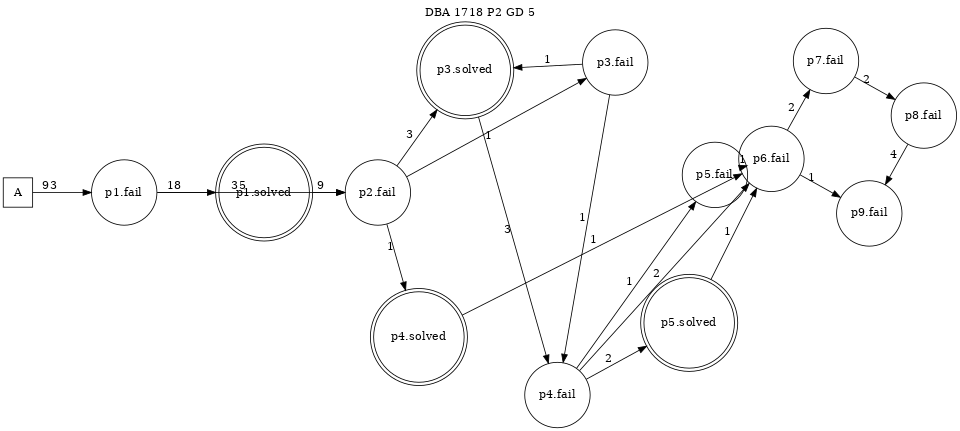 DBA 1718 P2 GD 5
p3.solved
1
p3.fail
p7.fail
2
p8.fail
3
1
2
4
A
93
p1.fail
18
35
p1.solved
9
p2.fail
p5.fail
1
p6.fail
1
p9.fail
1
3
1
1
1
2
1
p4.solved
p5.solved
2
p4.fail